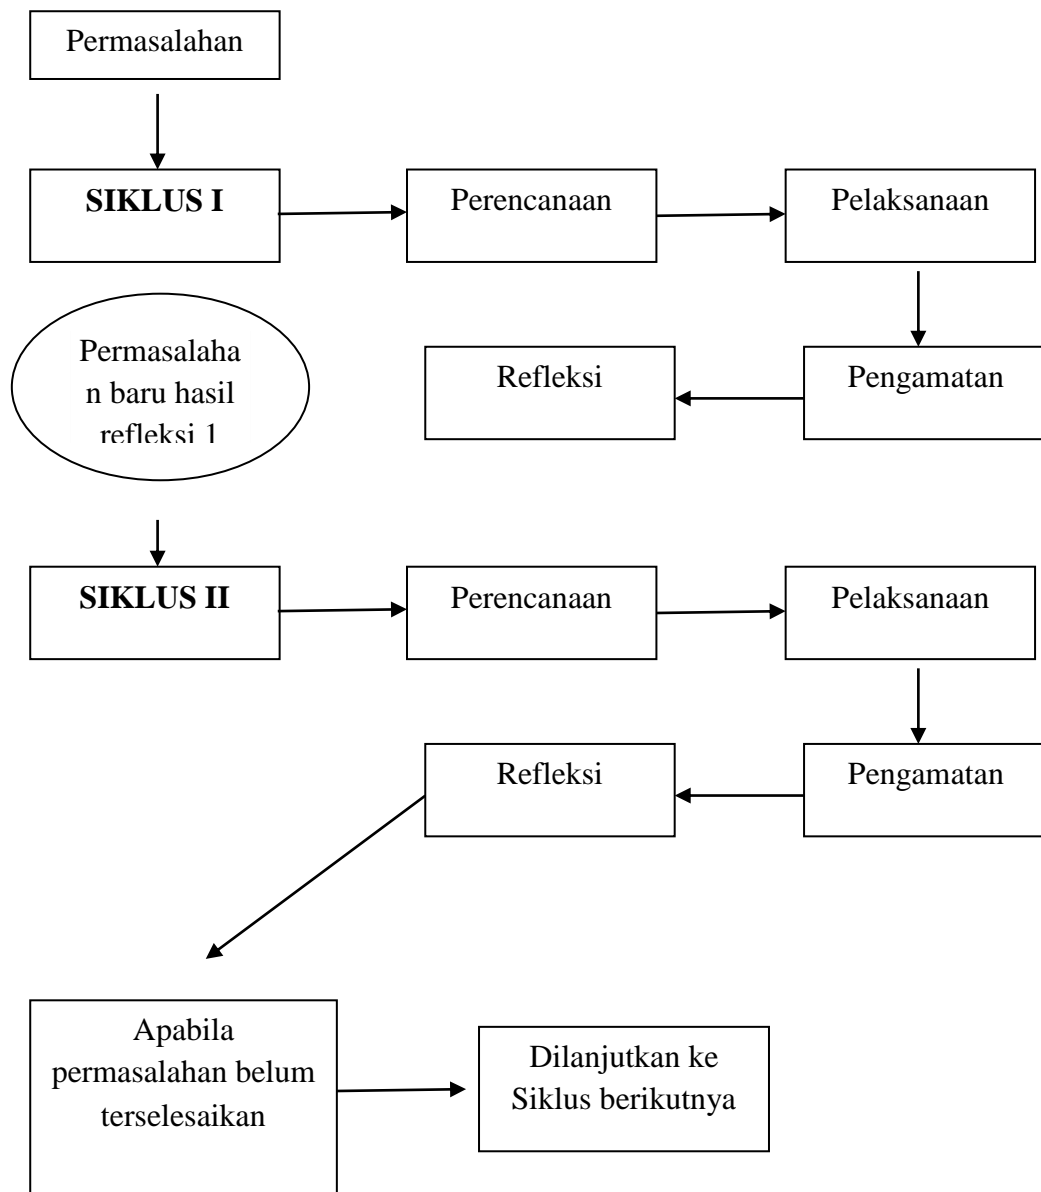 Permasalahan
SIKLUS I
Perencanaan
Pelaksanaan
Permasalaha
n baru hasil
refleksi 1
Refleksi
Pengamatan
SIKLUS II
Perencanaan
Pelaksanaan
Refleksi
Pengamatan
Apabila
permasalahan belum
terselesaikan
Dilanjutkan ke
Siklus berikutnya